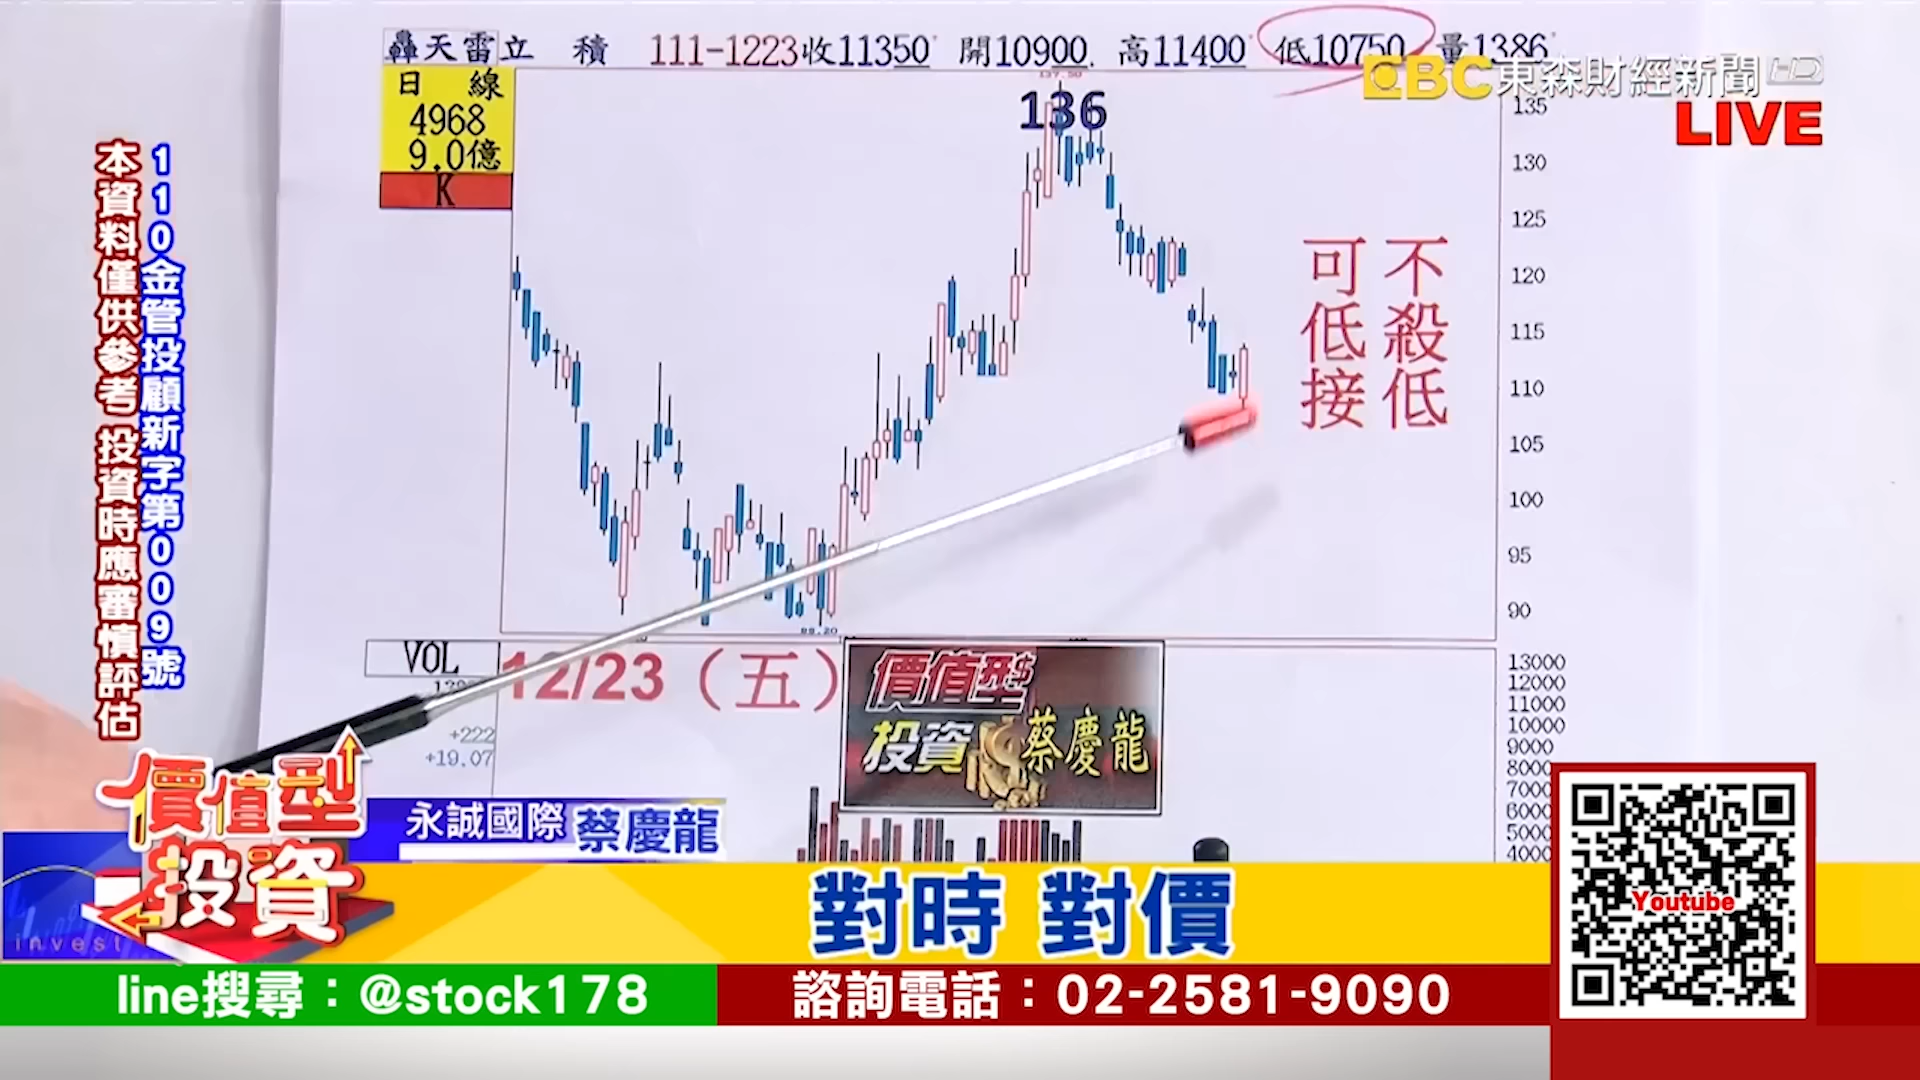 轟天雷立 積 111-1223收11350 開10900 高11400 低10750 量1386
EBC東森財經新聞HD
LIVE
日 線
4968
9.0億
K
137.50
136
135
130
125
120
115
110
105
100
95
90
不殺低
可低接
110金管投顧新字第009號
本資料僅供參考 投資時應審慎評估
VOL
+222
+19.07
12/23（五）
價值型
投資 蔡慶龍
13000
12000
11000
10000
9000
8000
7000
6000
5000
4000
價值型
投資
invest
永誠國際 蔡慶龍
對時 對價
Youtube
line搜尋：@stock178
諮詢電話：02-2581-9090